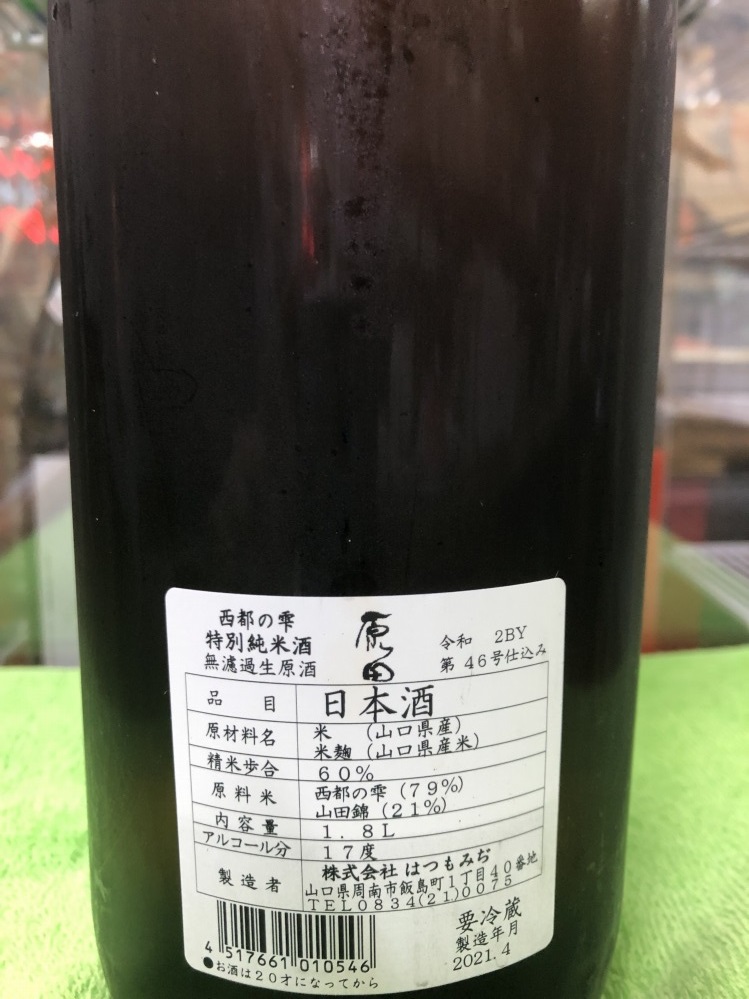 西都の雫
特別純米酒
無濾過生原酒
原田
令和 2BY
第46号仕込み
品 目 日本酒
原材料名 米 (山口県産)
米麹 (山口県産米)
精米歩合 60%
原料米 西都の雫(79%)
山田錦(21%)
内容量 1.8L
アルコール分 17度
製造者 株式会社はつもみぢ
山口県周南市飯島町1丁目40番地
TEL0834(21)0075
要冷蔵
製造年月
2021.4
4 517661 010546
●お酒は20才になってから